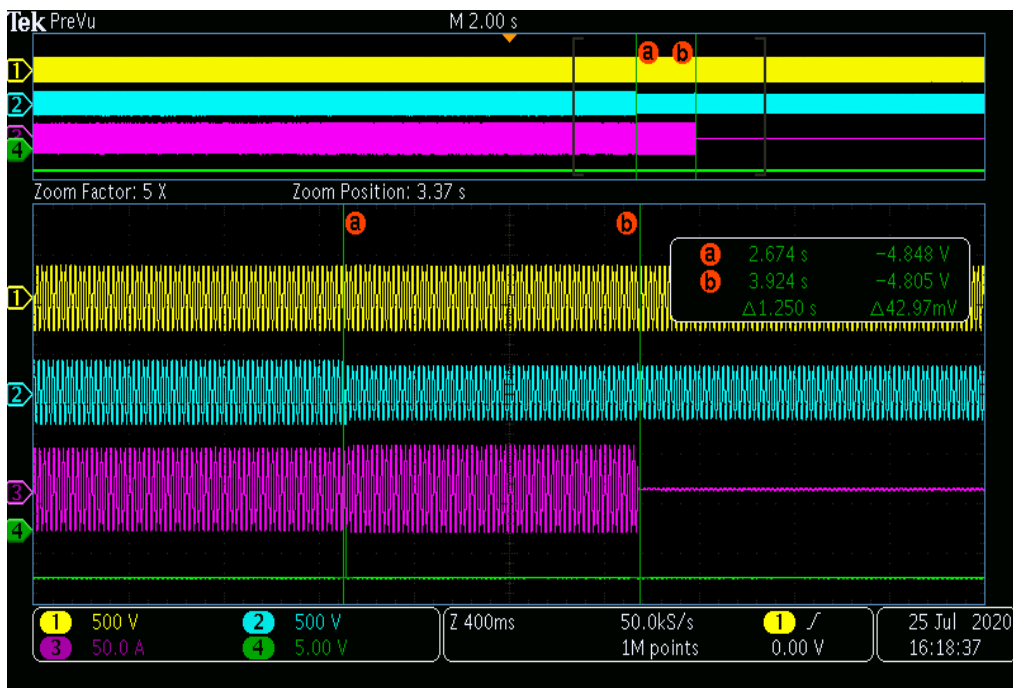 Tek PreVu M 2.00 s
a b
1
2
3
4
Zoom Factor: 5 X Zoom Position: 3.37 s
a b
a 2.674 s −4.848 V
b 3.924 s −4.805 V
△1.250 s △42.97mV
1
2
3
4
1 500 V 2 500 V Z 400ms 50.0kS/s 1 25 Jul 2020
3 50.0 A 4 5.00 V 1M points 0.00 V 16:18:37